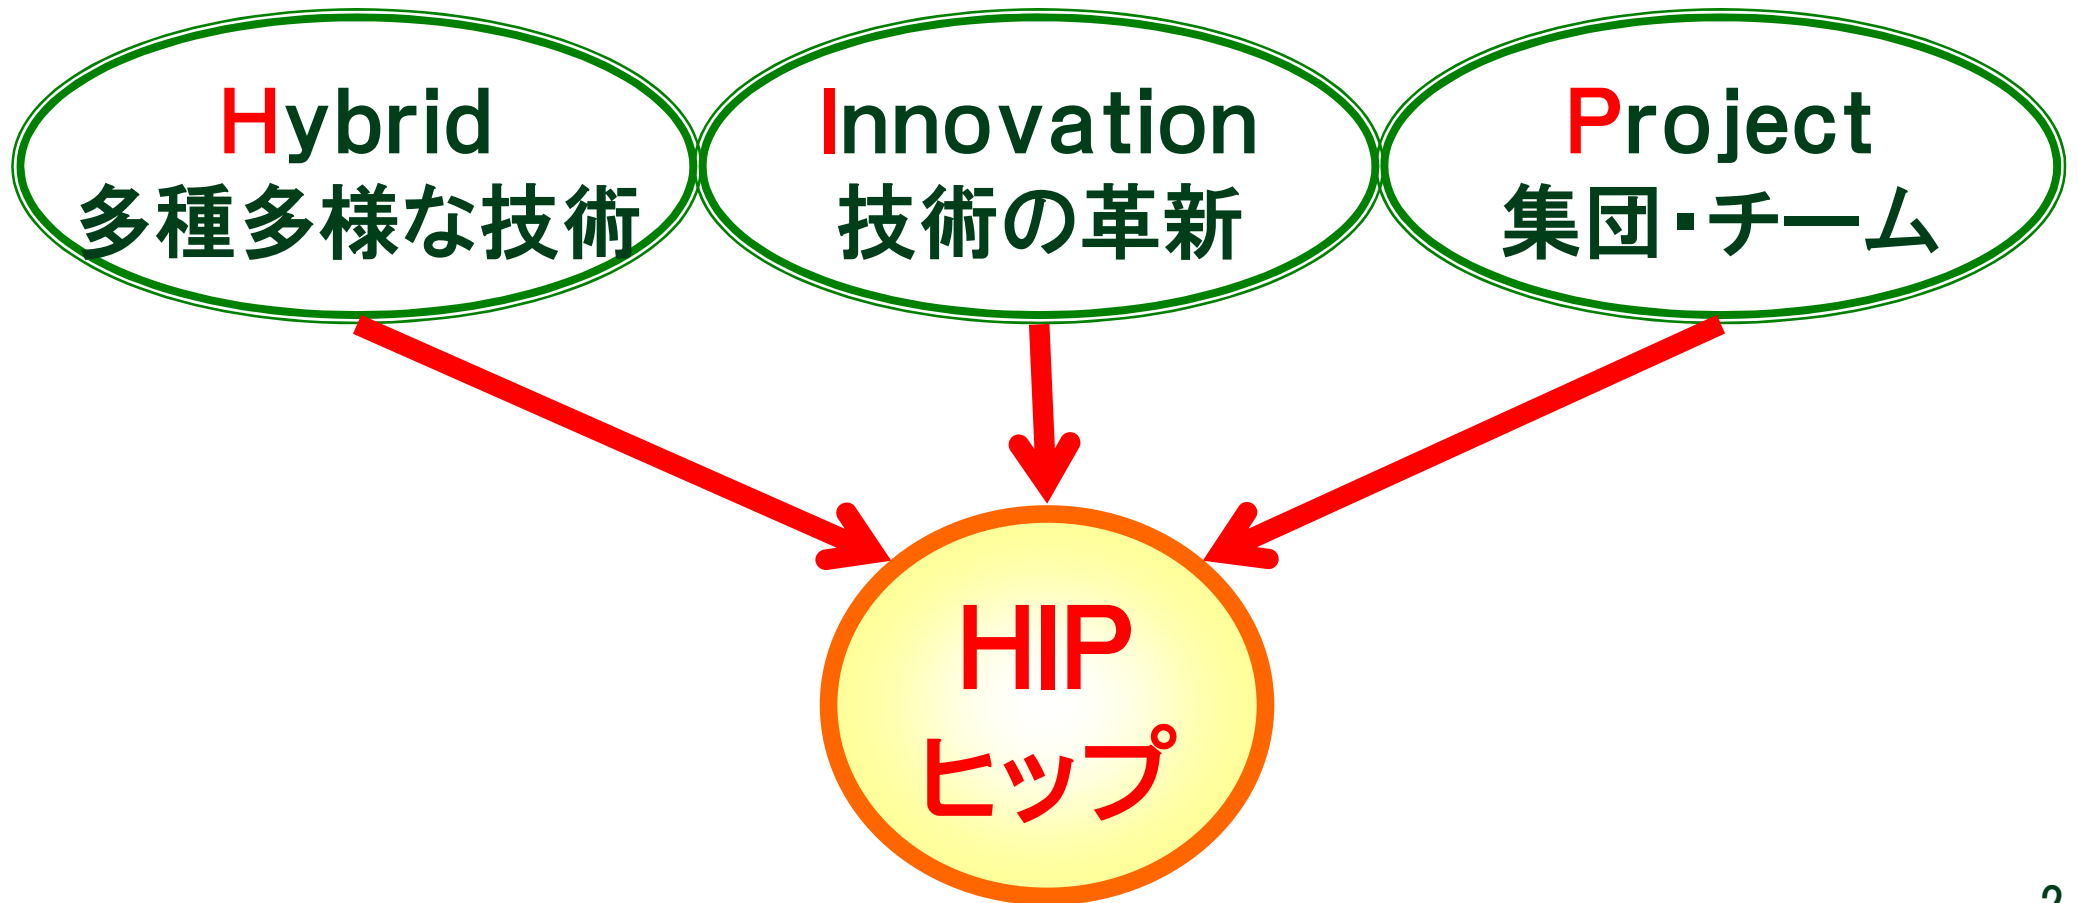 Hybrid
多種多様な技術
Innovation
技術の革新
Project
集団・チーム
HIP
ヒップ
2